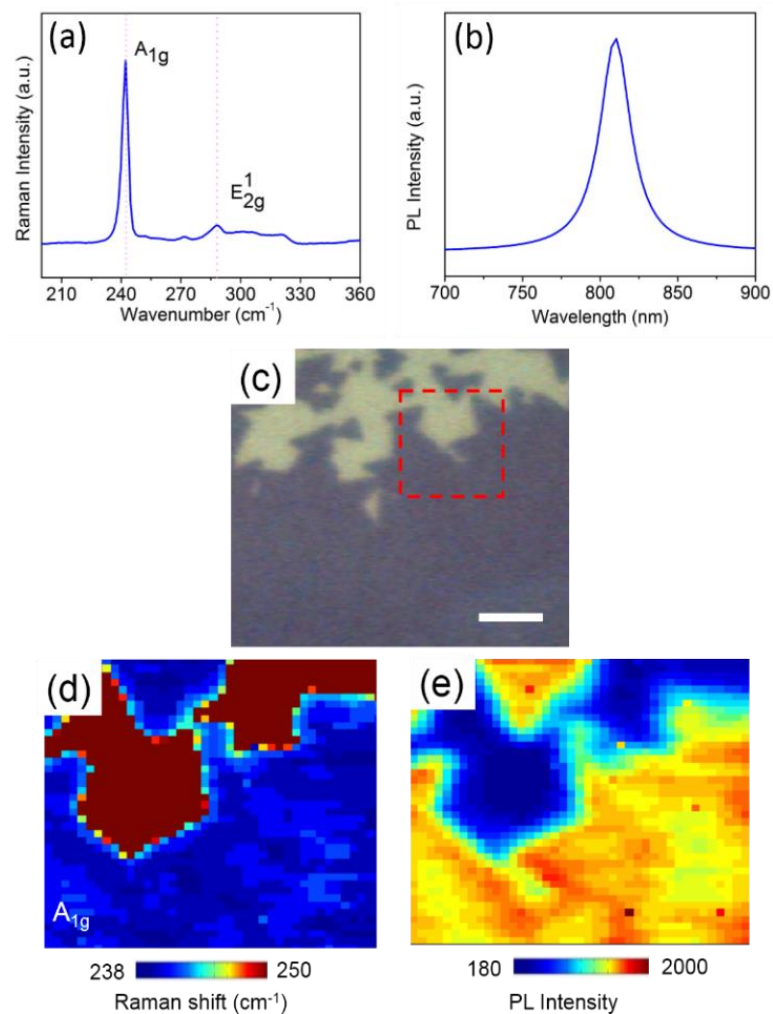 (a)
A1g
E12g
Raman Intensity (a.u.)
210 240 270 300 330 360
Wavenumber (cm-1)
(b)
PL Intensity (a.u.)
700 750 800 850 900
Wavelength (nm)
(c)
(d)
A1g
238 250
Raman shift (cm-1)
(e)
180 2000
PL Intensity